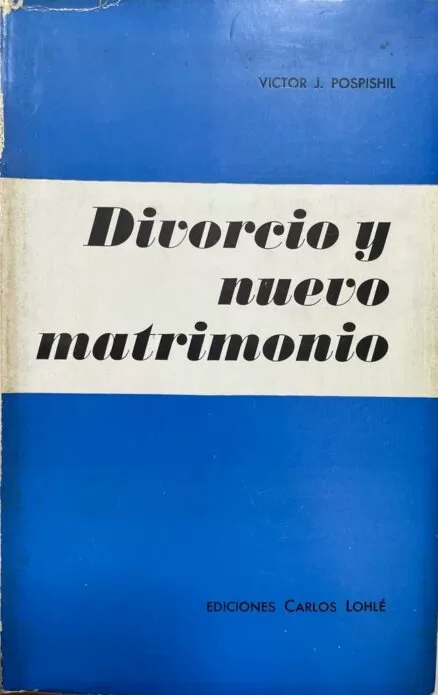 VICTOR J. POSPISHIL
Divorcio y
nuevo
matrimonio
EDICIONES CARLOS LOHLÉ